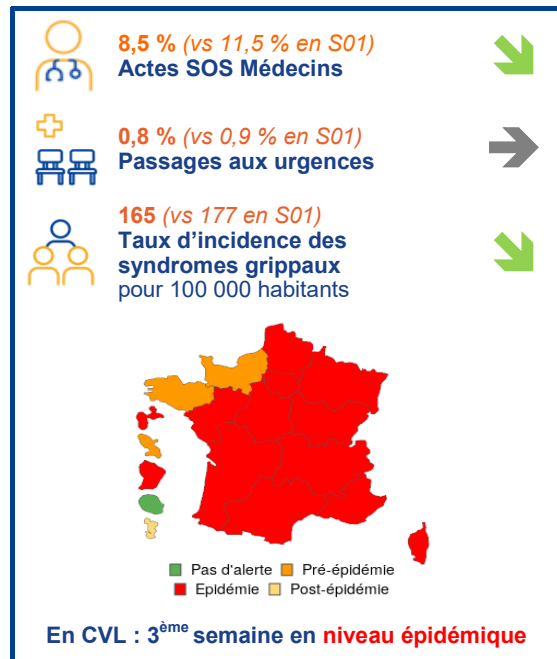 8,5 % (vs 11,5 % en S01)
Actes SOS Médecins
0,8 % (vs 0,9 % en S01)
Passages aux urgences
165 (vs 177 en S01)
Taux d'incidence des
syndromes grippaux
pour 100 000 habitants
Pas d'alerte Pré-épidémie
Epidémie Post-épidémie
En CVL : 3ème semaine en niveau épidémique